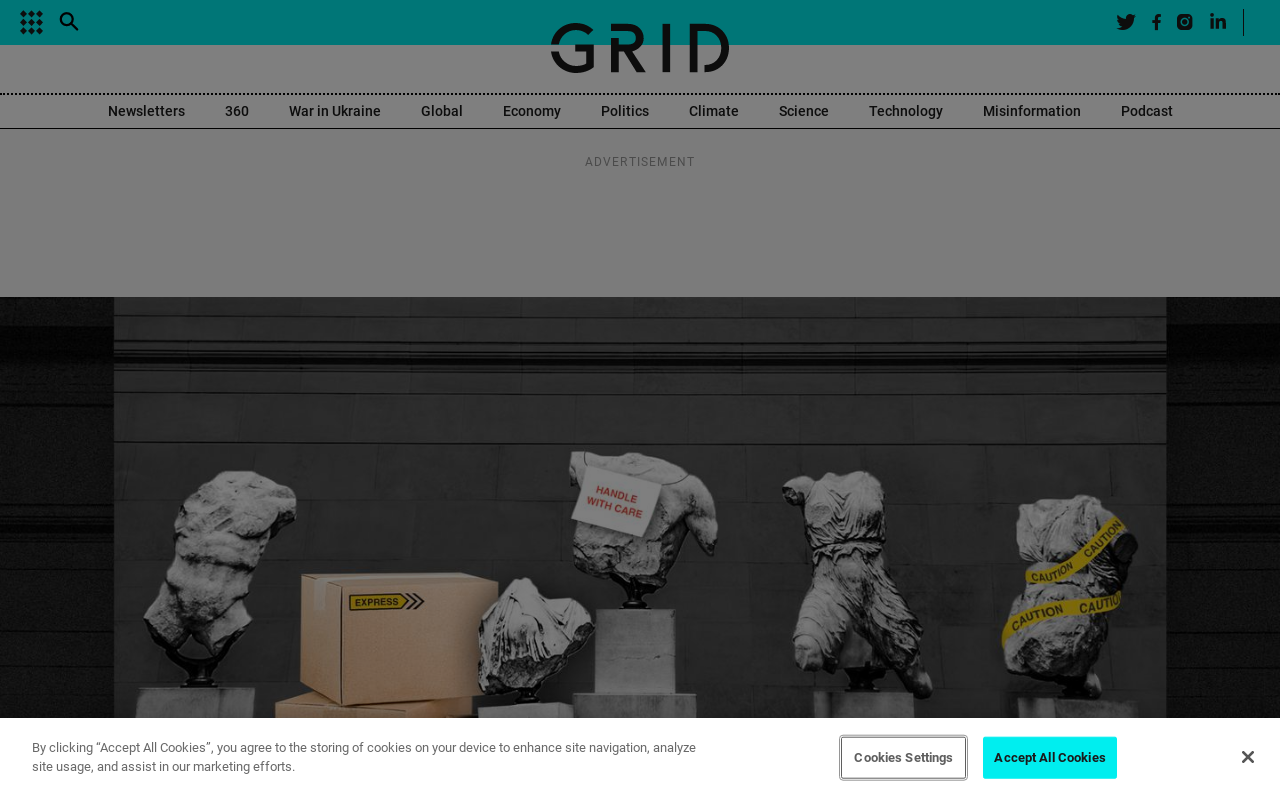 GRID
Newsletters 360 War in Ukraine Global Economy Politics Climate Science Technology Misinformation Podcast
ADVERTISEMENT
HANDLE
WITH CARE
EXPRESS
CAUTION
CAUTION
CAUTION CAUTI
By clicking “Accept All Cookies”, you agree to the storing of cookies on your device to enhance site navigation, analyze
site usage, and assist in our marketing efforts.
Cookies Settings
Accept All Cookies